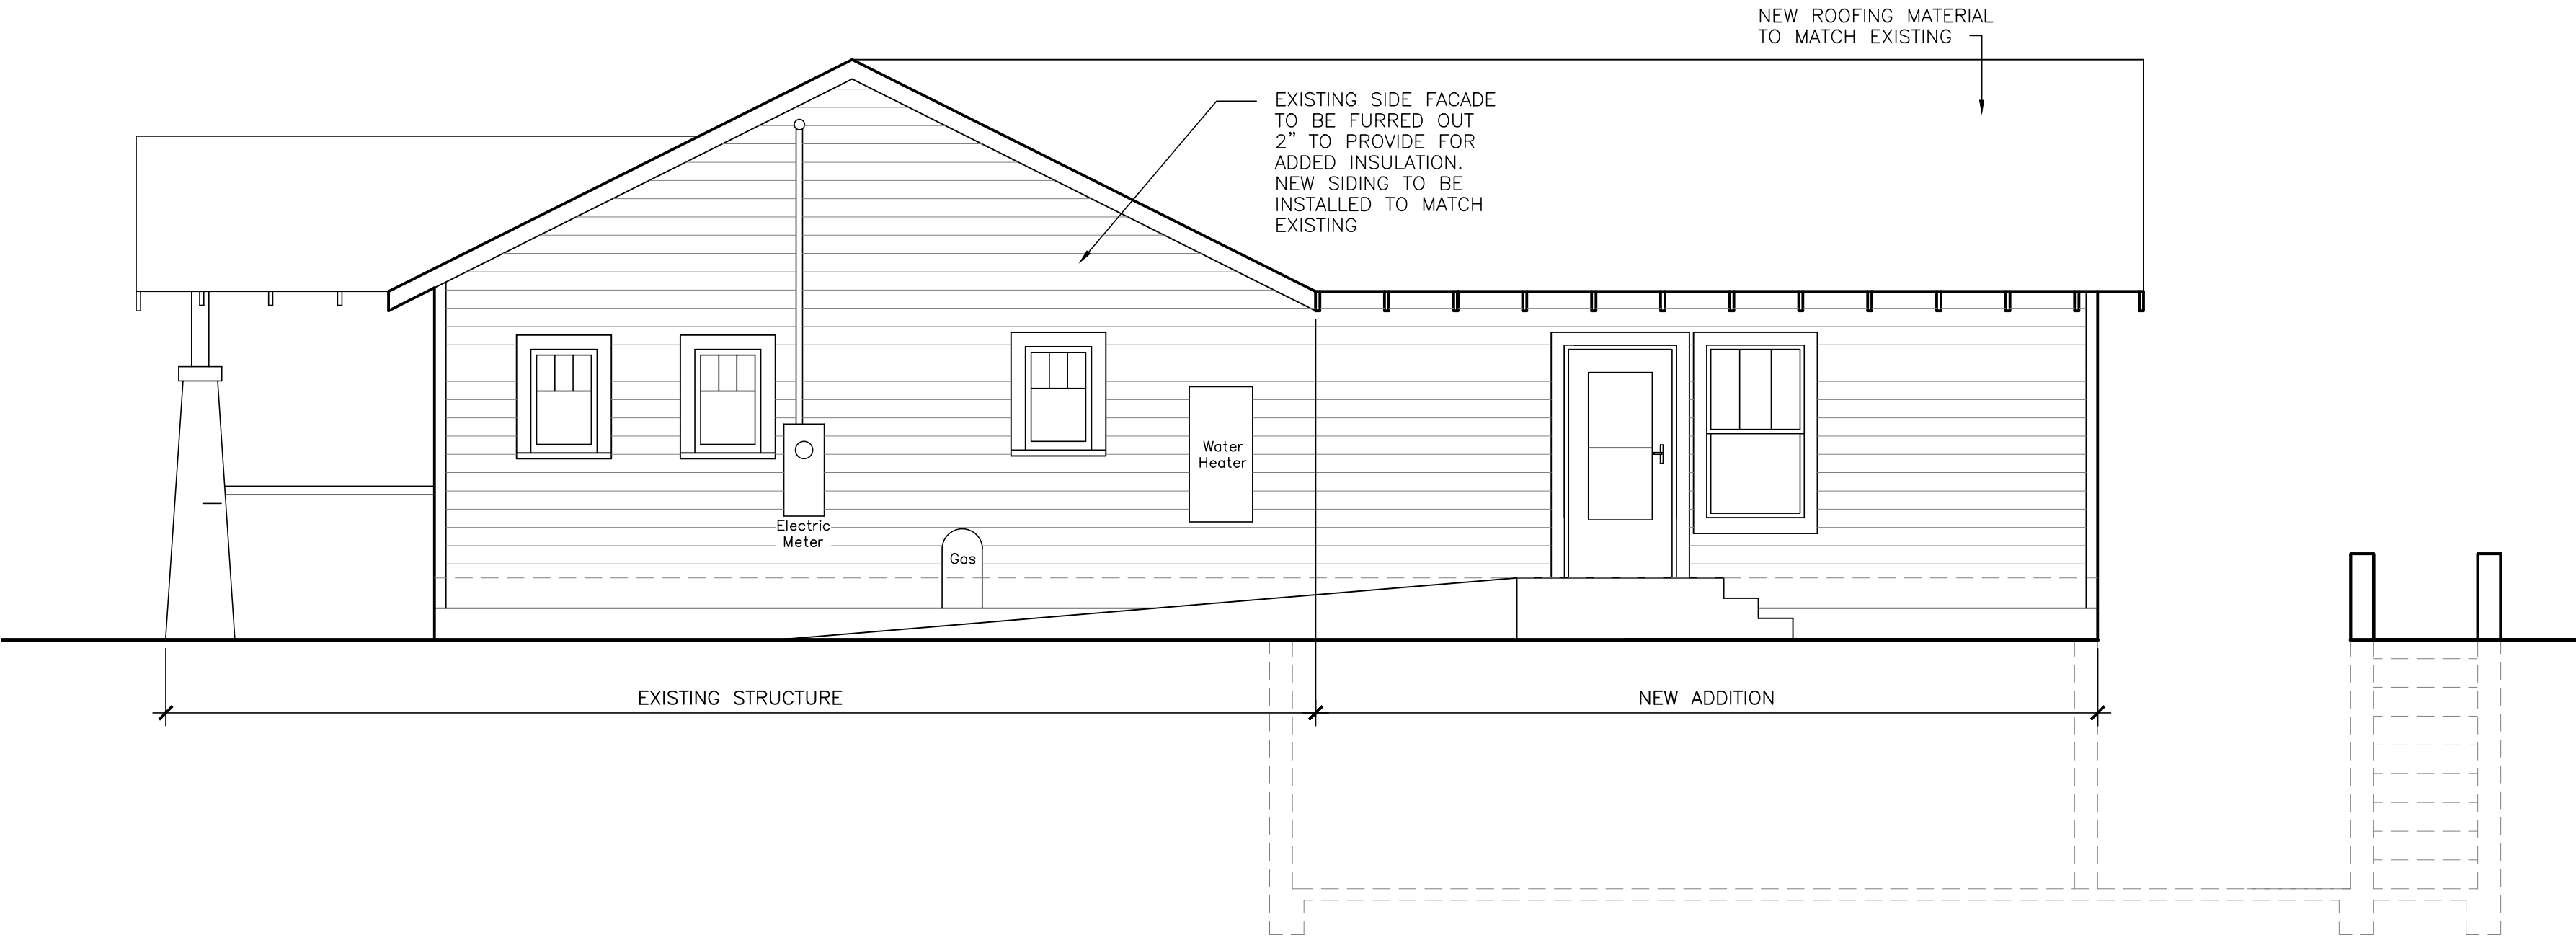 NEW ROOFING MATERIAL
TO MATCH EXISTING
EXISTING SIDE FACADE
TO BE FURRED OUT
2” TO PROVIDE FOR
ADDED INSULATION.
NEW SIDING TO BE
INSTALLED TO MATCH
EXISTING
Water
Heater
Electric
Meter
Gas
EXISTING STRUCTURE
NEW ADDITION